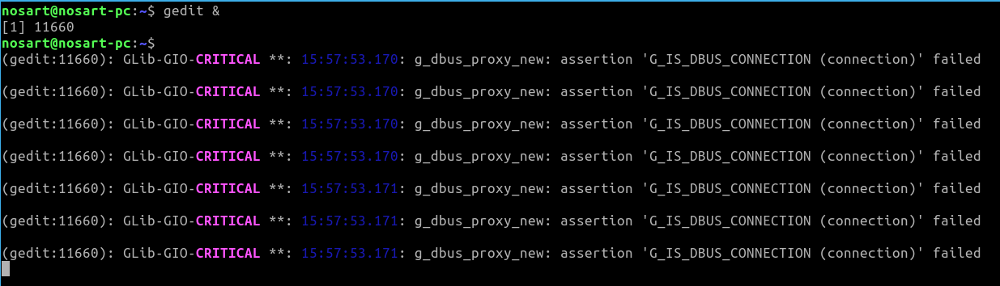 nosart@nosart-pc:~$ gedit &
[1] 11660
nosart@nosart-pc:~$
(gedit:11660): GLib-GIO-CRITICAL **: 15:57:53.170: g_dbus_proxy_new: assertion 'G_IS_DBUS_CONNECTION (connection)' failed
(gedit:11660): GLib-GIO-CRITICAL **: 15:57:53.170: g_dbus_proxy_new: assertion 'G_IS_DBUS_CONNECTION (connection)' failed
(gedit:11660): GLib-GIO-CRITICAL **: 15:57:53.170: g_dbus_proxy_new: assertion 'G_IS_DBUS_CONNECTION (connection)' failed
(gedit:11660): GLib-GIO-CRITICAL **: 15:57:53.170: g_dbus_proxy_new: assertion 'G_IS_DBUS_CONNECTION (connection)' failed
(gedit:11660): GLib-GIO-CRITICAL **: 15:57:53.171: g_dbus_proxy_new: assertion 'G_IS_DBUS_CONNECTION (connection)' failed
(gedit:11660): GLib-GIO-CRITICAL **: 15:57:53.171: g_dbus_proxy_new: assertion 'G_IS_DBUS_CONNECTION (connection)' failed
(gedit:11660): GLib-GIO-CRITICAL **: 15:57:53.171: g_dbus_proxy_new: assertion 'G_IS_DBUS_CONNECTION (connection)' failed